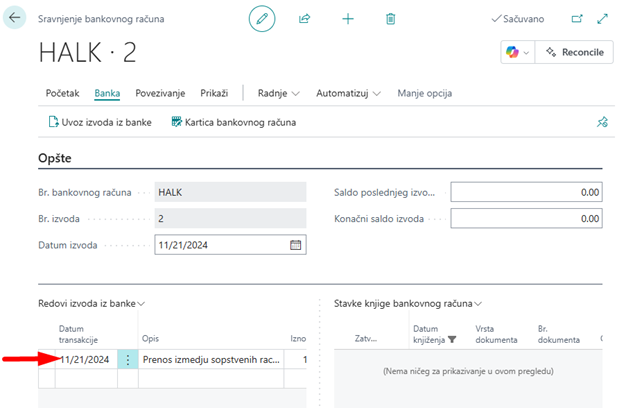 Sravnjenje bankovnog računa
Sačuvano
HALK · 2
Reconcile
Početak Banka Povezivanje Prikaži Radnje Automatizuj Manje opcija
Uvoz izvoda iz banke Kartica bankovnog računa
Opšte
Br. bankovnog računa HALK
Saldo poslednjeg izvo... 0.00
Br. izvoda 2
Konačni saldo izvoda 0.00
Datum izvoda 11/21/2024
Redovi izvoda iz banke
Stavke knjige bankovnog računa
Datum transakcije Opis Izno
11/21/2024 Prenos izmedju sopstvenih rac... 1
Zatv... Datum knjiženja Vrsta dokumenta Br. dokumenta
(Nema ničeg za prikazivanje u ovom pregledu)